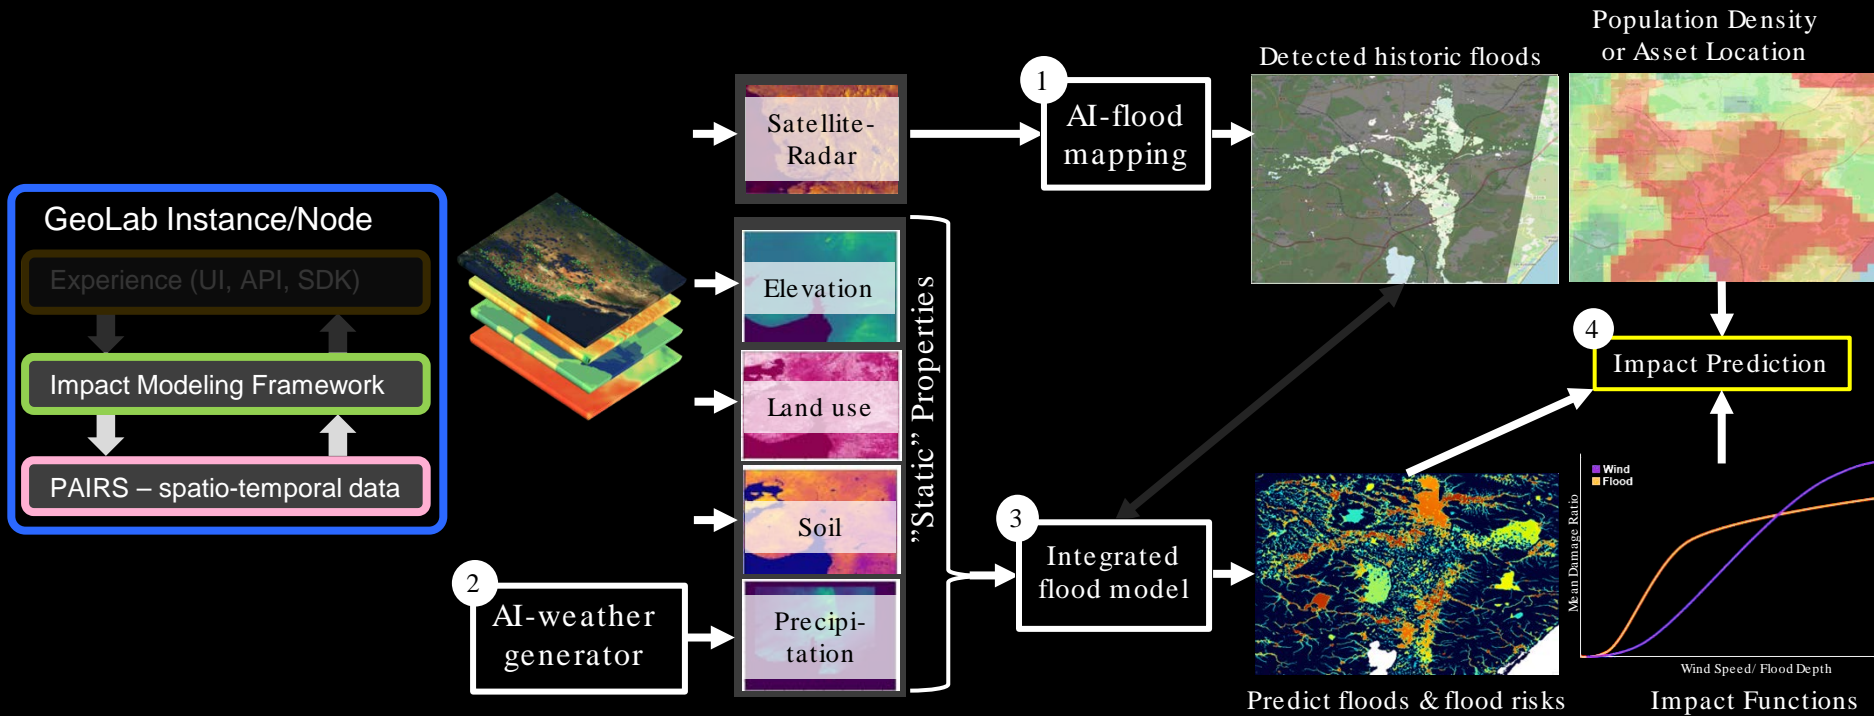 Population Density
or Asset Location
Detected historic floods
1
AI-flood
mapping
Satellite-
Radar
GeoLab Instance/Node
Experience (UI, API, SDK)
Impact Modeling Framework
PAIRS – spatio-temporal data
Elevation
Land use
Soil
Precipi-
tation
”Static” Properties
2
AI-weather
generator
3
Integrated
flood model
4
Impact Prediction
Wind
Flood
Mean Damage Ratio
Wind Speed/ Flood Depth
Predict floods & flood risks
Impact Functions